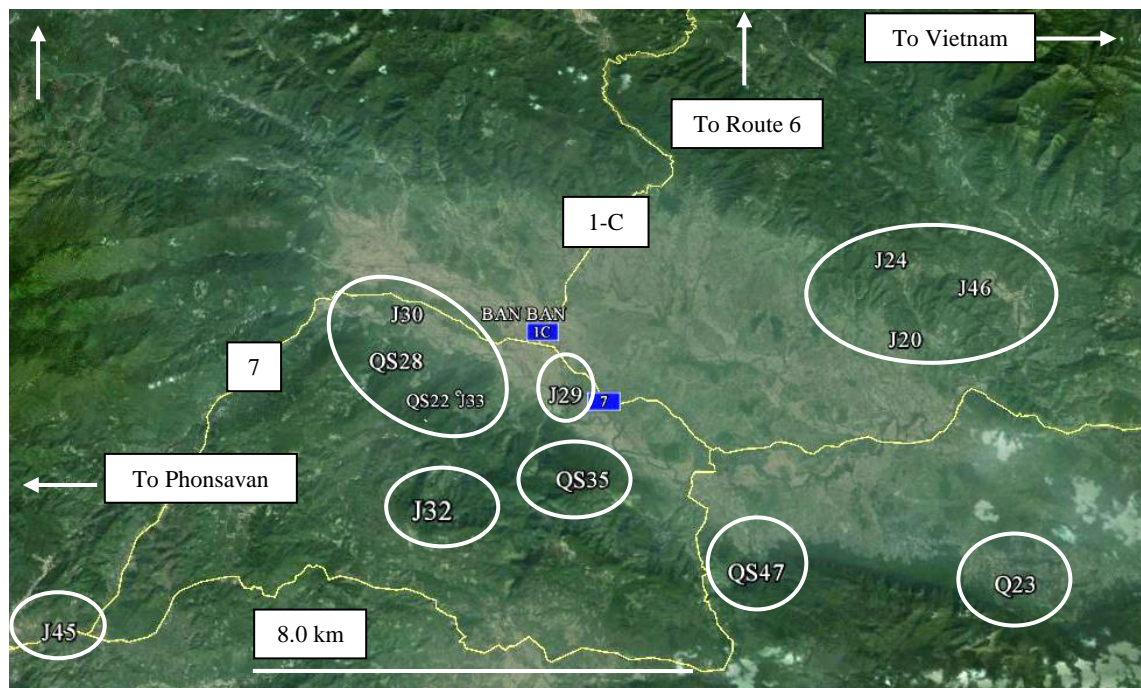 To Vietnam
To Route 6
1-C
J24
J46
J30
BAN BAN
1C
J20
7
QS28
QS22 J33
J29
7
To Phonsavan
QS35
J32
QS47
Q23
J45
8.0 km